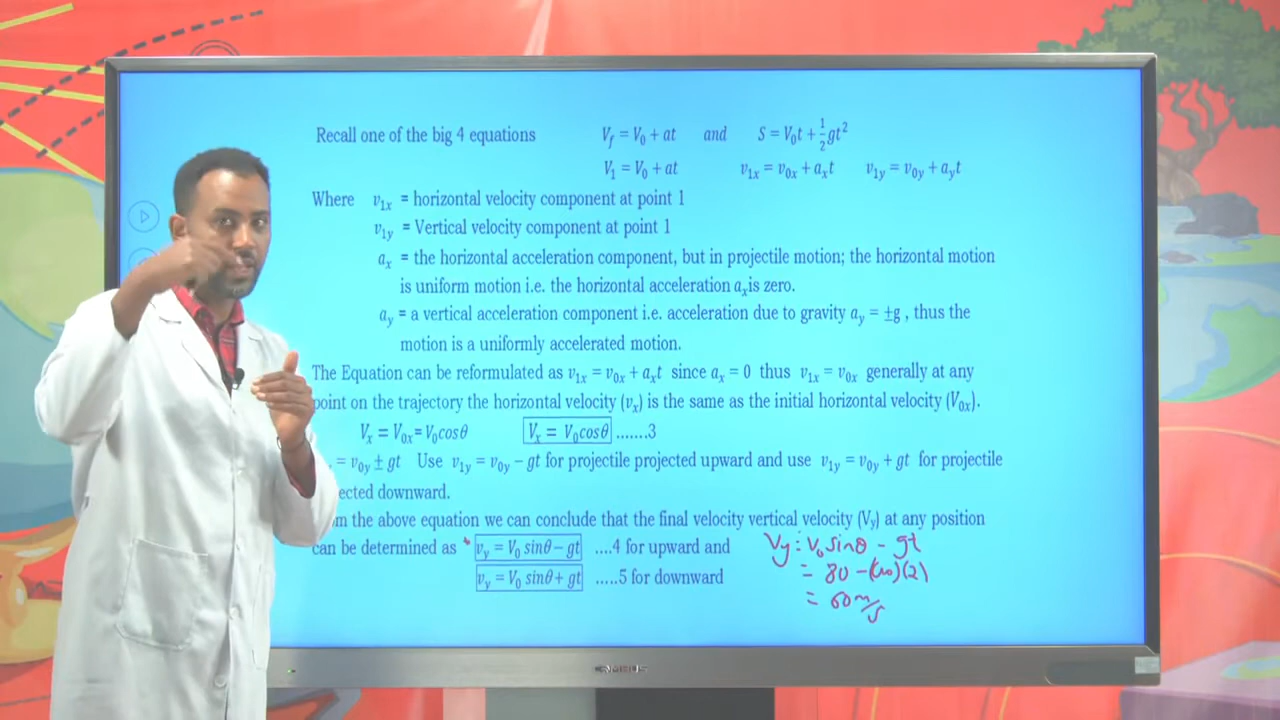 Recall one of the big 4 equations V_f = V_0 + at and S = V_0t + 1/2 gt²
V_1 = V_0 + at v_1x = v_0x + a_xt v_1y = v_0y + a_yt
Where v_1x = horizontal velocity component at point 1
v_1y = Vertical velocity component at point 1
a_x = the horizontal acceleration component, but in projectile motion; the horizontal motion
is uniform motion i.e. the horizontal acceleration a_x is zero.
a_y = a vertical acceleration component i.e. acceleration due to gravity a_y = ±g , thus the
motion is a uniformly accelerated motion.
The Equation can be reformulated as v_1x = v_0x + a_xt since a_x = 0 thus v_1x = v_0x generally at any
point on the trajectory the horizontal velocity (v_x) is the same as the initial horizontal velocity (V_0x).
V_x = V_0x = V_0cosθ V_x = V_0cosθ .......3
= v_0y ± gt Use v_1y = v_0y − gt for projectile projected upward and use v_1y = v_0y + gt for projectile
ected downward.
m the above equation we can conclude that the final velocity vertical velocity (V_y) at any position
can be determined as v_y = V_0 sinθ − gt ....4 for upward and
v_y = V_0 sinθ + gt .....5 for downward
V_y = V_0 sinθ − gt
= 80 − (10)(2)
= 60 m/s